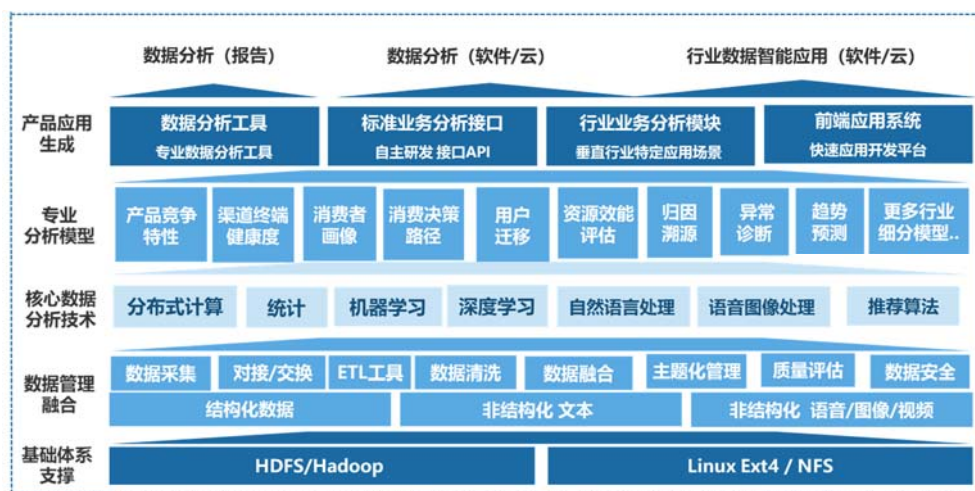 数据分析（报告）
数据分析（软件/云）
行业数据智能应用（软件/云）
产品应用
生成
数据分析工具
专业数据分析工具
标准业务分析接口
自主研发 接口API
行业业务分析模块
垂直行业特定应用场景
前端应用系统
快速应用开发平台
专业
分析模型
产品竞争
特性
渠道终端
健康度
消费者
画像
消费决策
路径
用户
迁移
资源效能
评估
归因
溯源
异常
诊断
趋势
预测
更多行业
细分模型..
核心数据
分析技术
分布式计算
统计
机器学习
深度学习
自然语言处理
语音图像处理
推荐算法
数据管理
融合
数据采集
对接/交换
ETL工具
数据清洗
数据融合
主题化管理
质量评估
数据安全
结构化数据
非结构化 文本
非结构化 语音/图像/视频
基础体系
支撑
HDFS/Hadoop
Linux Ext4 / NFS